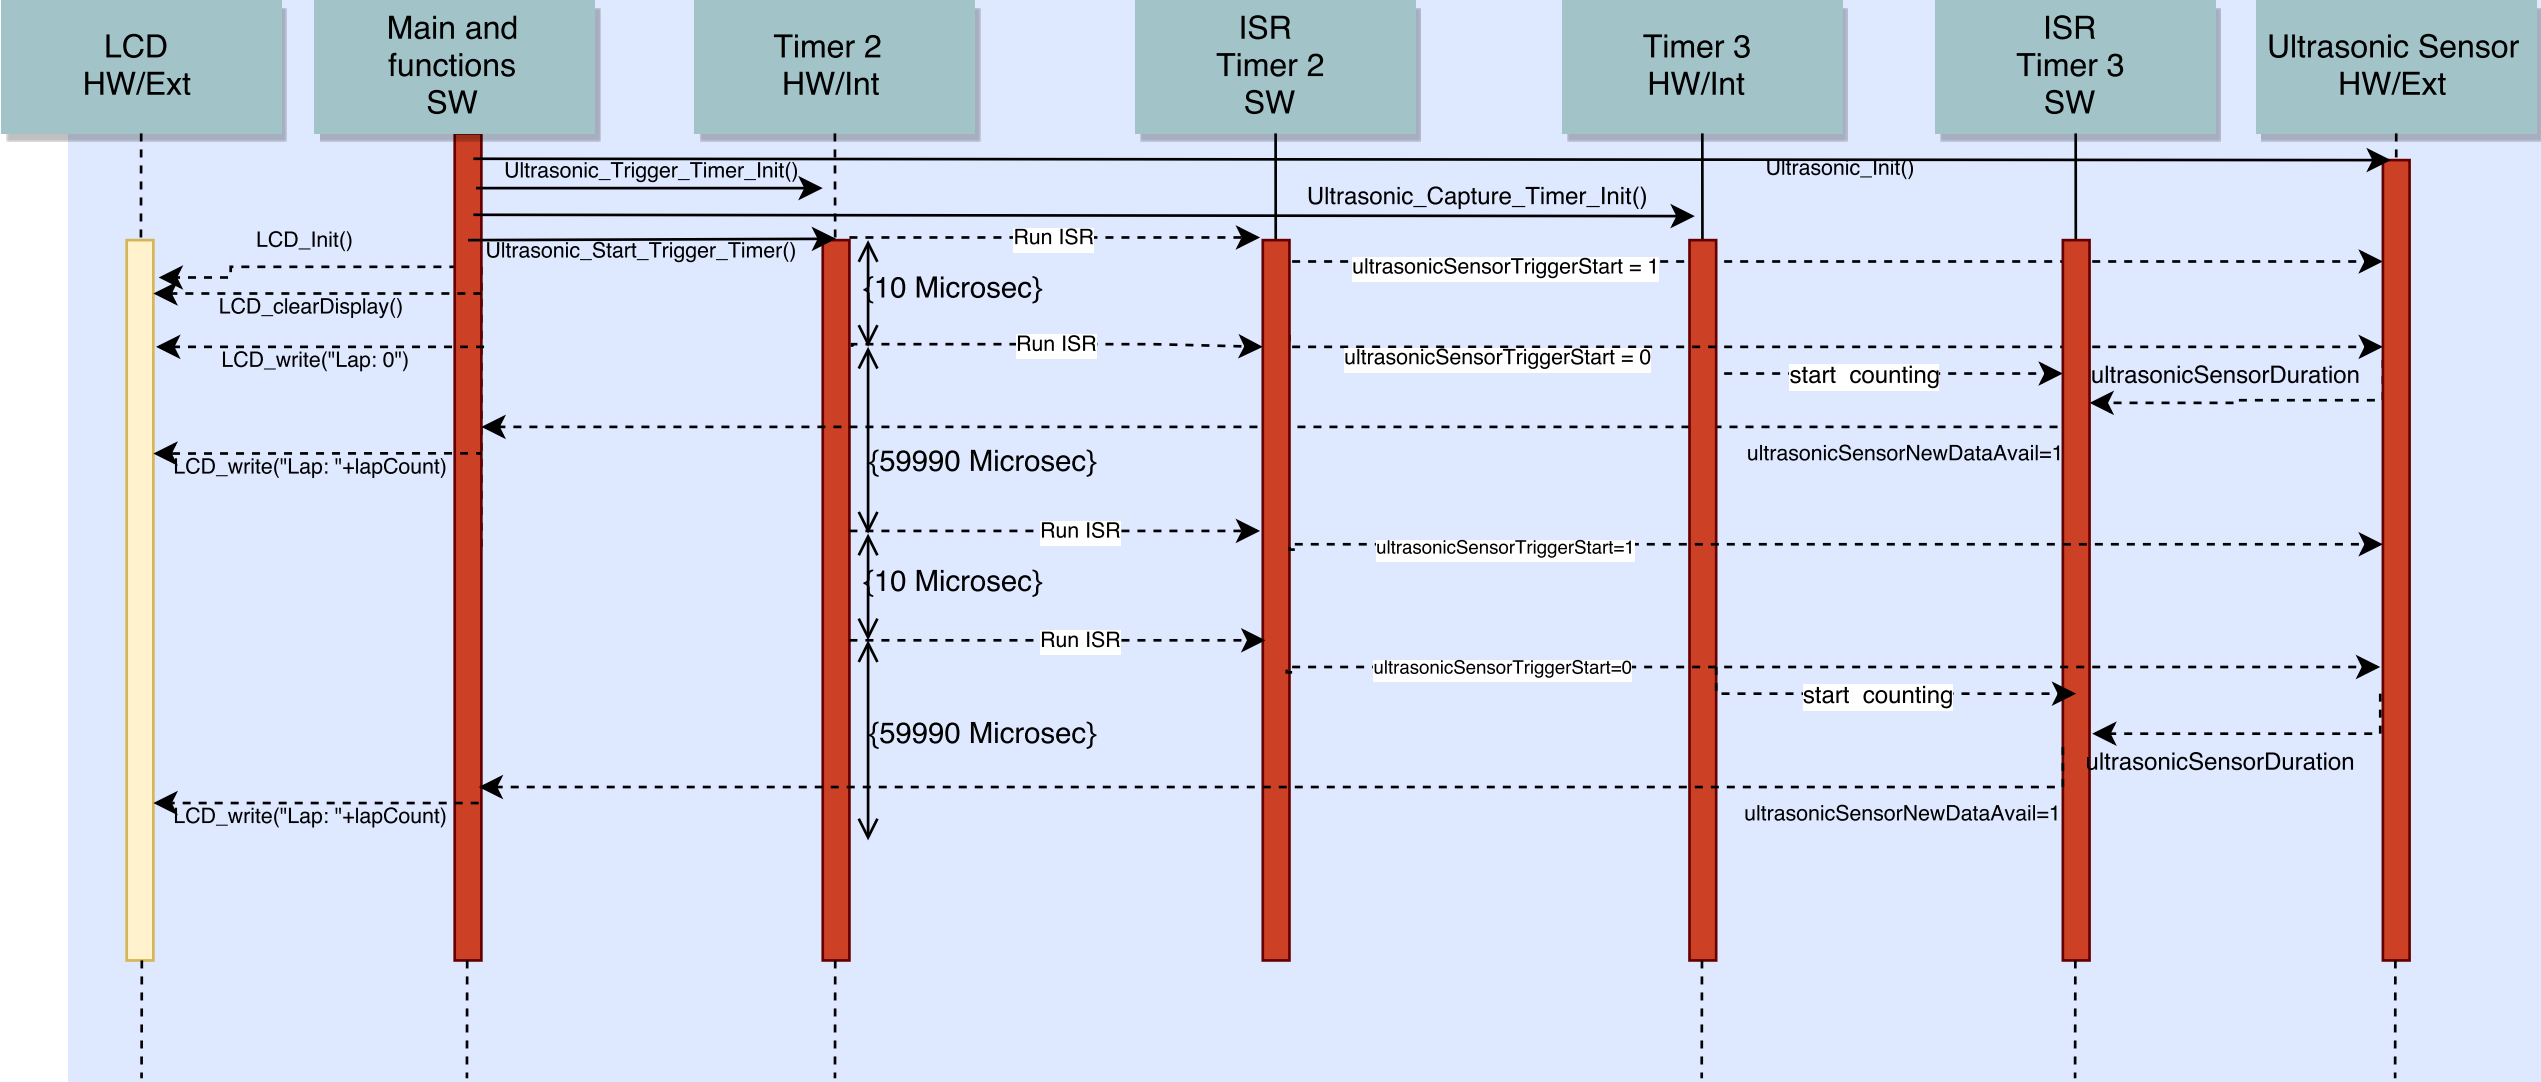 LCD
HW/Ext
Main and
functions
SW
Timer 2
HW/Int
ISR
Timer 2
SW
Timer 3
HW/Int
ISR
Timer 3
SW
Ultrasonic Sensor
HW/Ext
Ultrasonic_Init()
Ultrasonic_Trigger_Timer_Init()
Ultrasonic_Capture_Timer_Init()
LCD_Init()
Ultrasonic_Start_Trigger_Timer()
Run ISR
ultrasonicSensorTriggerStart = 1
{10 Microsec}
LCD_clearDisplay()
Run ISR
LCD_write("Lap: 0")
ultrasonicSensorTriggerStart = 0
start  counting
ultrasonicSensorDuration
ultrasonicSensorNewDataAvail=1
LCD_write("Lap: "+lapCount)
{59990 Microsec}
Run ISR
ultrasonicSensorTriggerStart=1
{10 Microsec}
Run ISR
ultrasonicSensorTriggerStart=0
start  counting
{59990 Microsec}
ultrasonicSensorDuration
ultrasonicSensorNewDataAvail=1
LCD_write("Lap: "+lapCount)